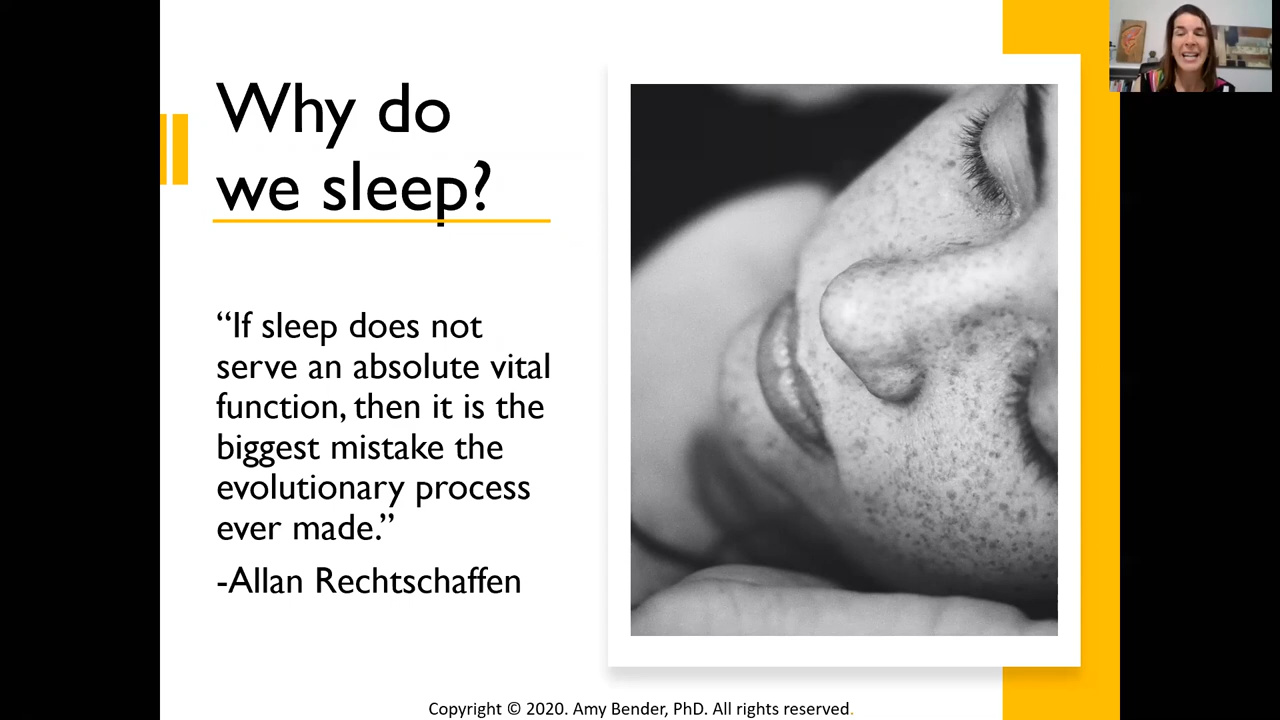 Why do
we sleep?
“If sleep does not
serve an absolute vital
function, then it is the
biggest mistake the
evolutionary process
ever made.”
-Allan Rechtschaffen
Copyright © 2020. Amy Bender, PhD. All rights reserved.